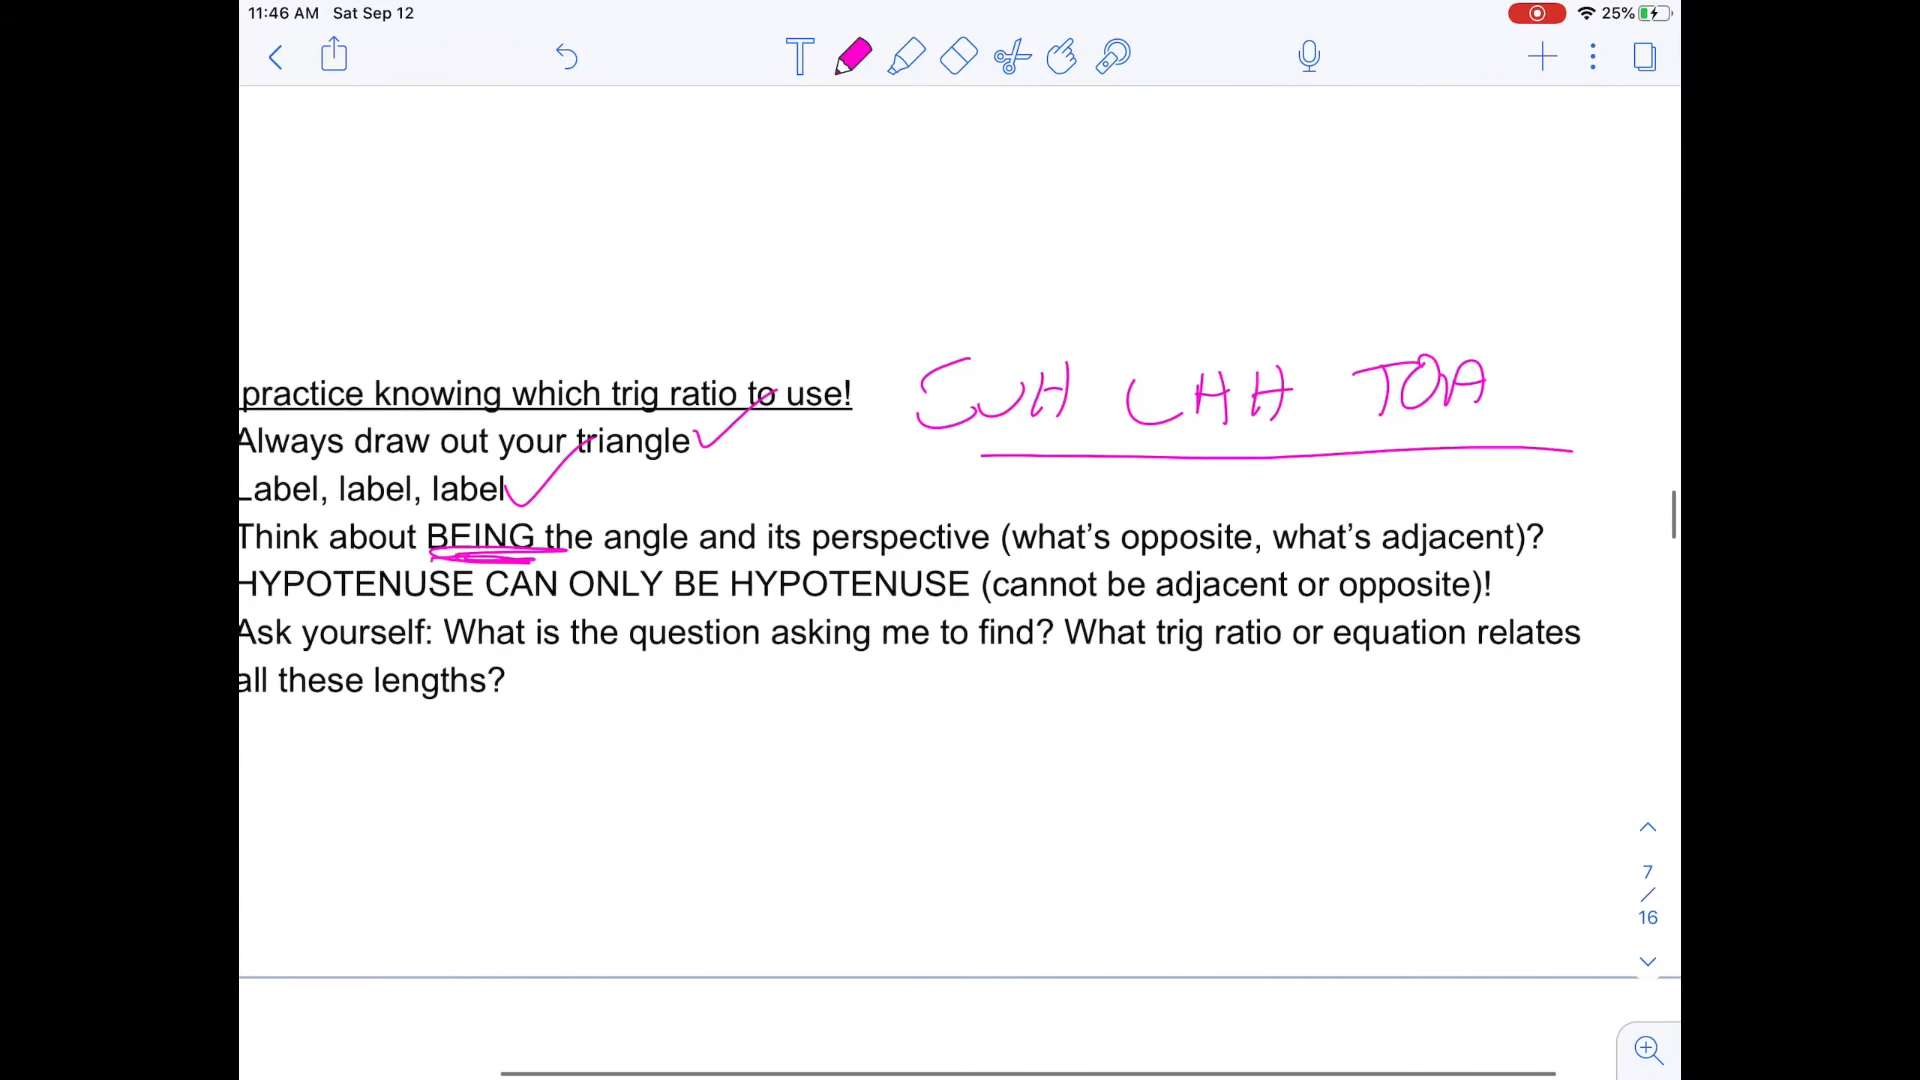 11:46 AM Sat Sep 12
25%
T
practice knowing which trig ratio to use!
SOH CAH TOA
Always draw out your triangle
Label, label, label
Think about BEING the angle and its perspective (what's opposite, what's adjacent)?
HYPOTENUSE CAN ONLY BE HYPOTENUSE (cannot be adjacent or opposite)!
Ask yourself: What is the question asking me to find? What trig ratio or equation relates
all these lengths?
7
/
16